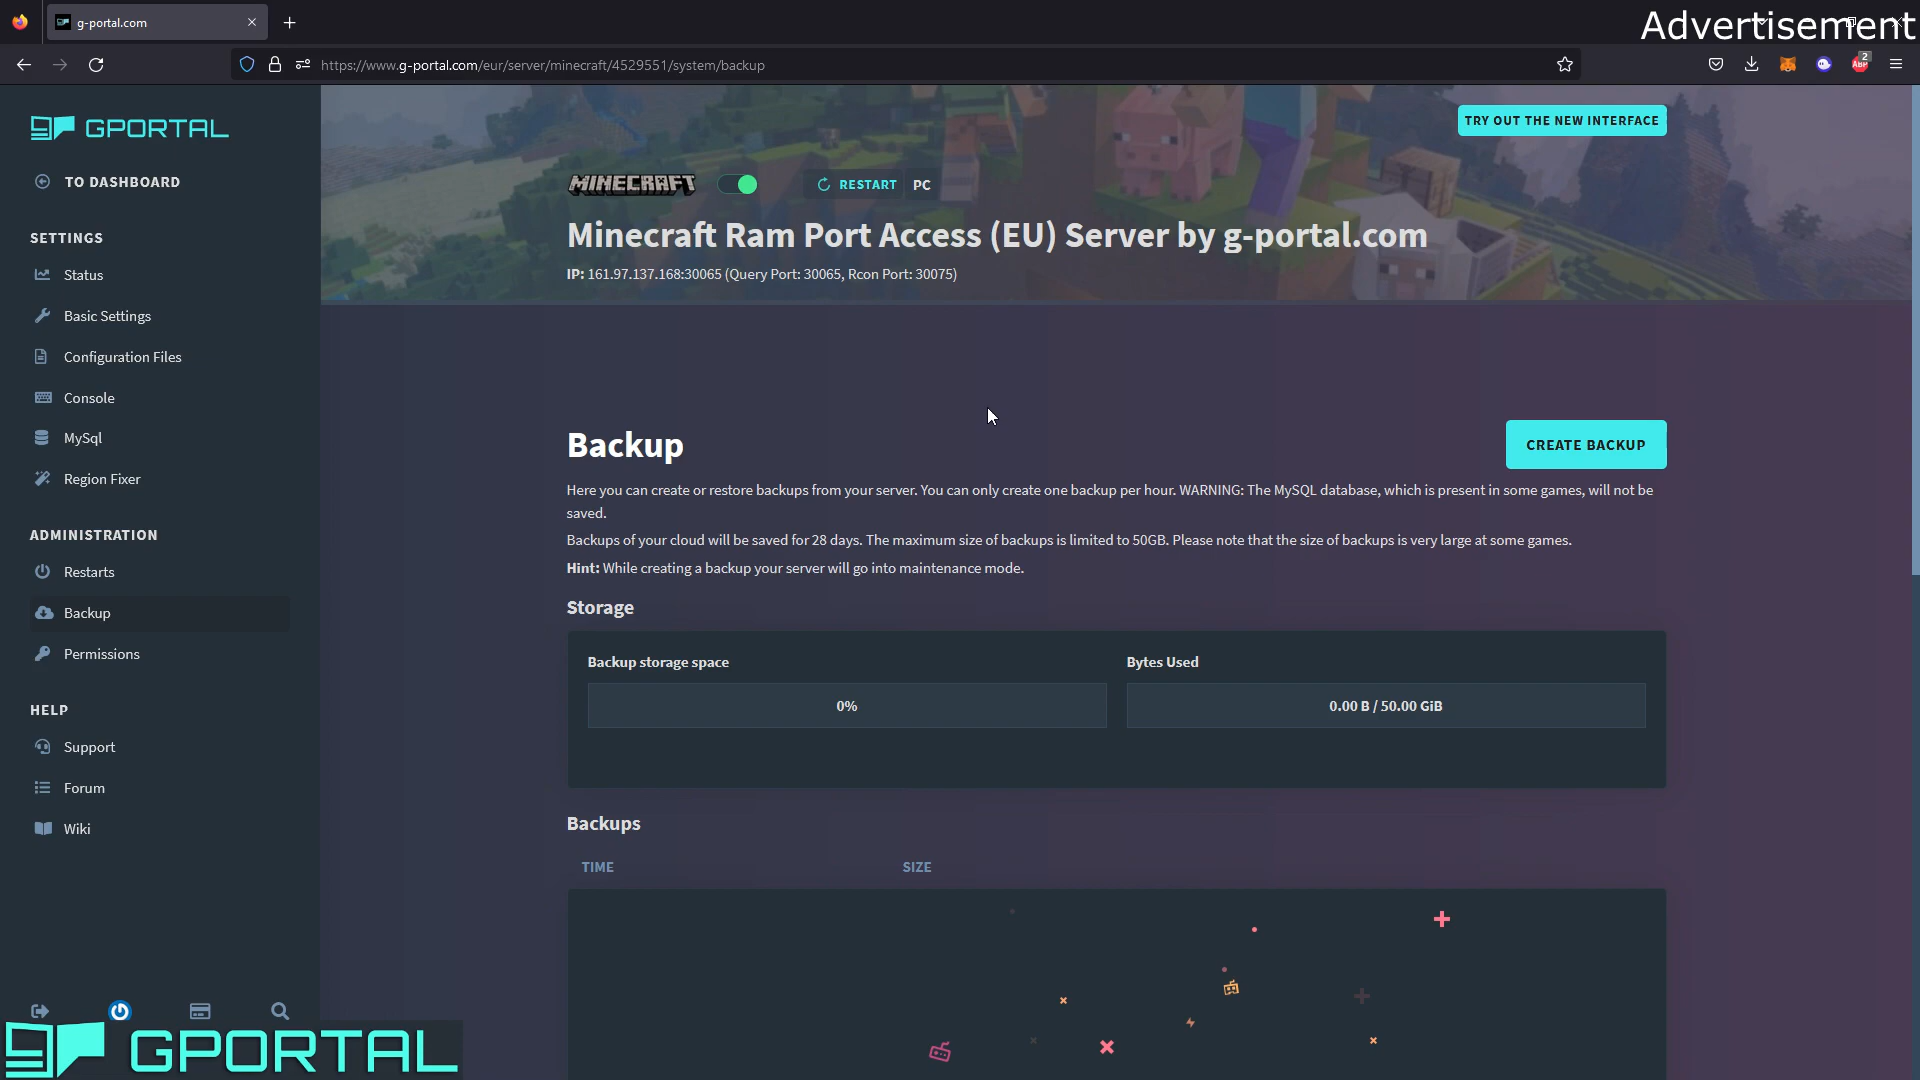 g-portal.com
Advertisement
https://www.g-portal.com/eur/server/minecraft/4529551/system/backup
2
ABP
GPORTAL
TRY OUT THE NEW INTERFACE
TO DASHBOARD
MINECRAFT
RESTART PC
Minecraft Ram Port Access (EU) Server by g-portal.com
IP: 161.97.137.168:30065 (Query Port: 30065, Rcon Port: 30075)
SETTINGS
Status
Basic Settings
Configuration Files
Console
MySql
Region Fixer
ADMINISTRATION
Restarts
Backup
Permissions
HELP
Support
Forum
Wiki
Backup
CREATE BACKUP
Here you can create or restore backups from your server. You can only create one backup per hour. WARNING: The MySQL database, which is present in some games, will not be
saved.
Backups of your cloud will be saved for 28 days. The maximum size of backups is limited to 50GB. Please note that the size of backups is very large at some games.
Hint: While creating a backup your server will go into maintenance mode.
Storage
Backup storage space
Bytes Used
0%
0.00 B / 50.00 GiB
Backups
TIME
SIZE
GPORTAL